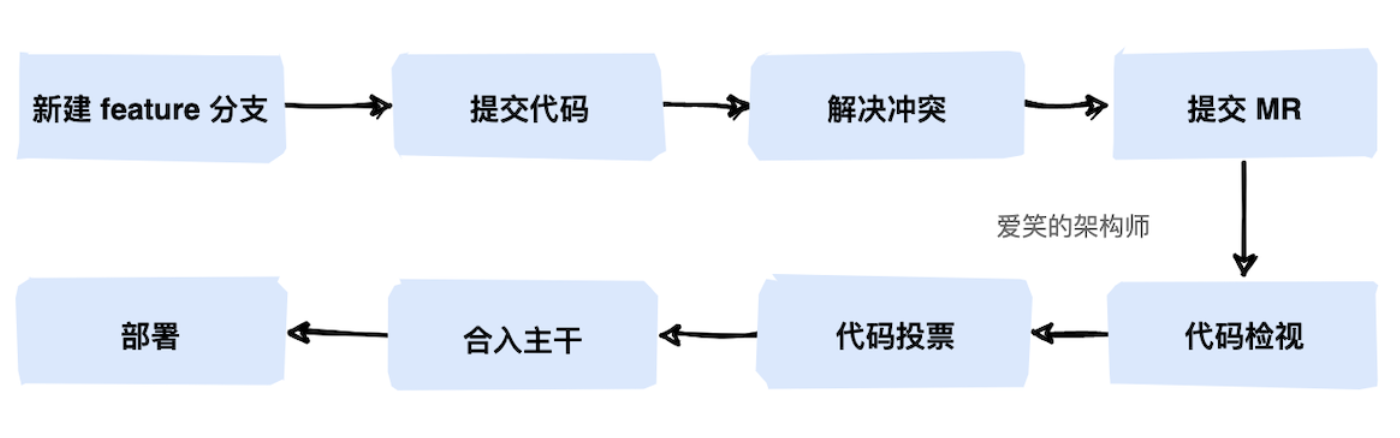 新建 feature 分支
提交代码
解决冲突
提交 MR
爱笑的架构师
代码检视
代码投票
合入主干
部署